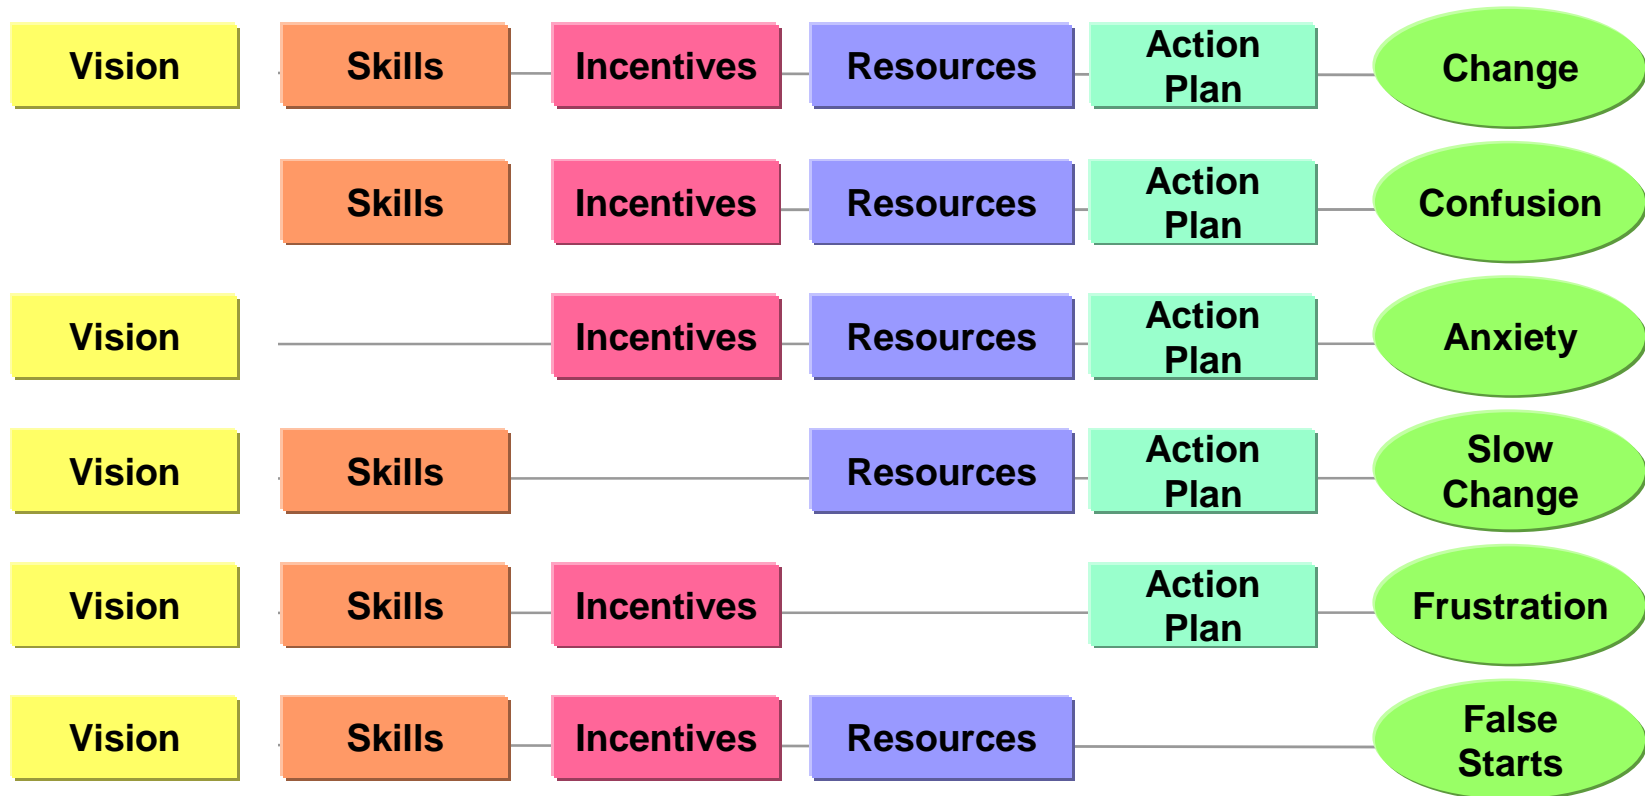 Vision Skills Incentives Resources Action Plan Change
Skills Incentives Resources Action Plan Confusion
Vision Incentives Resources Action Plan Anxiety
Vision Skills Resources Action Plan Slow Change
Vision Skills Incentives Action Plan Frustration
Vision Skills Incentives Resources False Starts